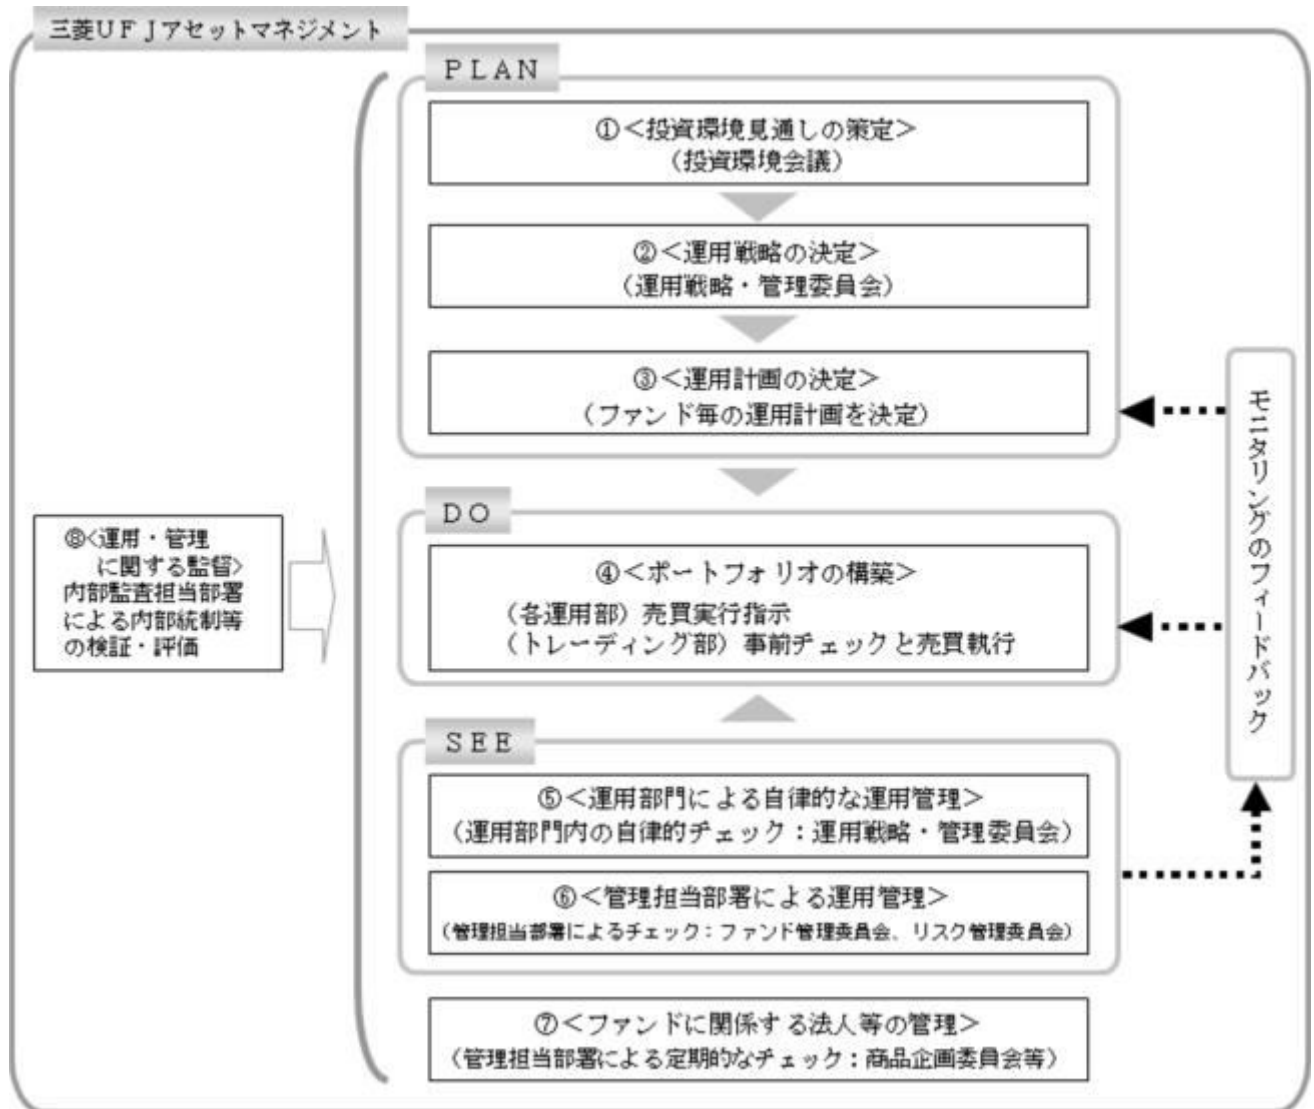 三菱UFJアセットマネジメント
PLAN
①＜投資環境見通しの策定＞
（投資環境会議）
②＜運用戦略の決定＞
（運用戦略・管理委員会）
③＜運用計画の決定＞
（ファンド毎の運用計画を決定）
DO
④＜ポートフォリオの構築＞
（各運用部）売買実行指示
（トレーディング部）事前チェックと売買執行
SEE
⑤＜運用部門による自律的な運用管理＞
（運用部門内の自律的チェック：運用戦略・管理委員会）
⑥＜管理担当部署による運用管理＞
（管理担当部署によるチェック：ファンド管理委員会、リスク管理委員会）
⑦＜ファンドに関係する法人等の管理＞
（管理担当部署による定期的なチェック：商品企画委員会等）
⑧＜運用・管理
に関する監督＞
内部監査担当部署
による内部統制等
の検証・評価
モニタリングのフィードバック